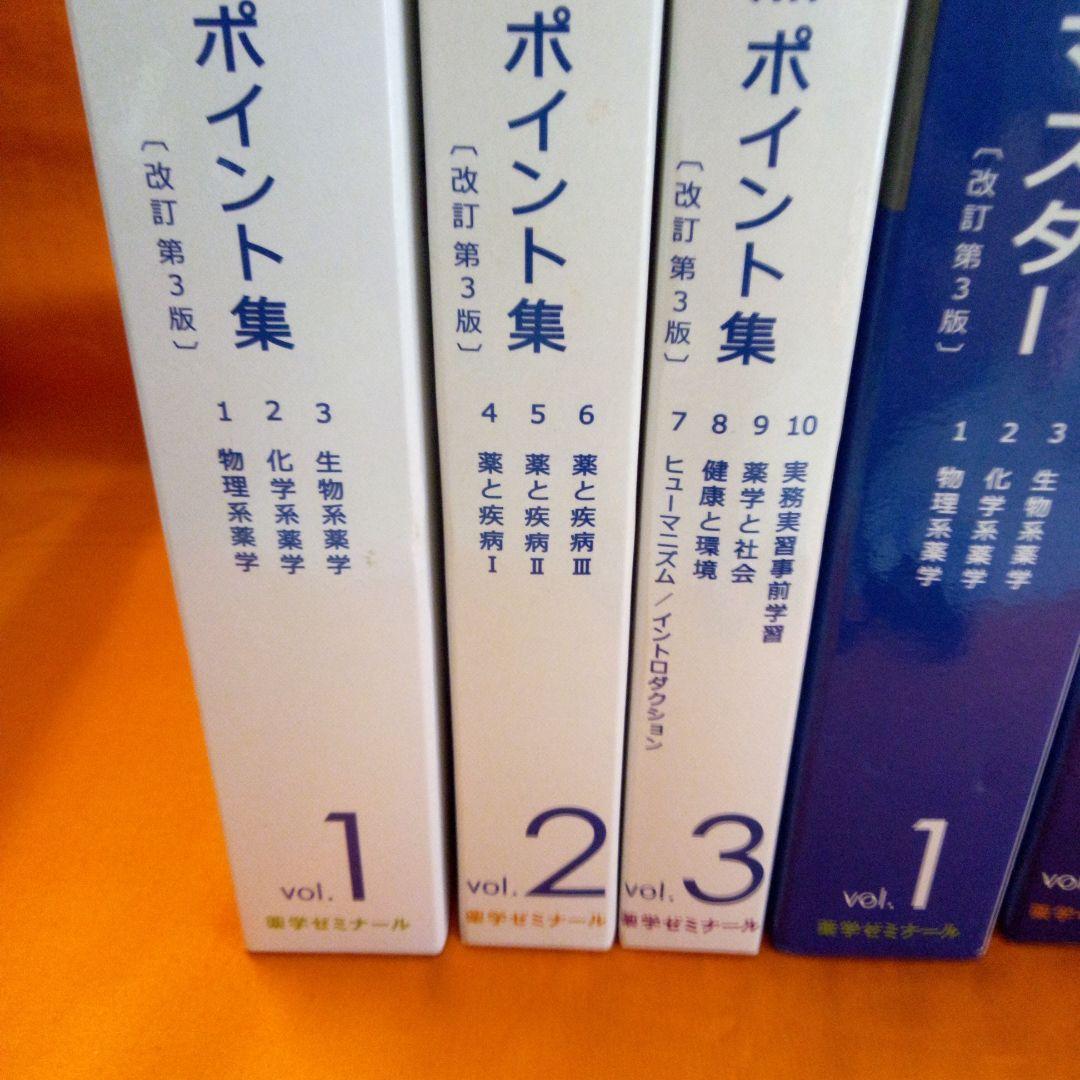 ポイント集
〔改訂第3版〕
1 物理系薬学
2 化学系薬学
3 生物系薬学
vol.1
薬学ゼミナール
ポイント集
〔改訂第3版〕
4 薬と疾病I
5 薬と疾病II
6 薬と疾病III
vol.2
薬学ゼミナール
ポイント集
〔改訂第3版〕
7 ヒューマニズム/イントロダクション
8 健康と環境
9 薬学と社会
10 実務実習事前学習
vol.3
薬学ゼミナール
マスター
〔改訂第3版〕
1 物理系薬学
2 化学系薬学
3 生物系薬学
vol.1
薬学ゼミナール